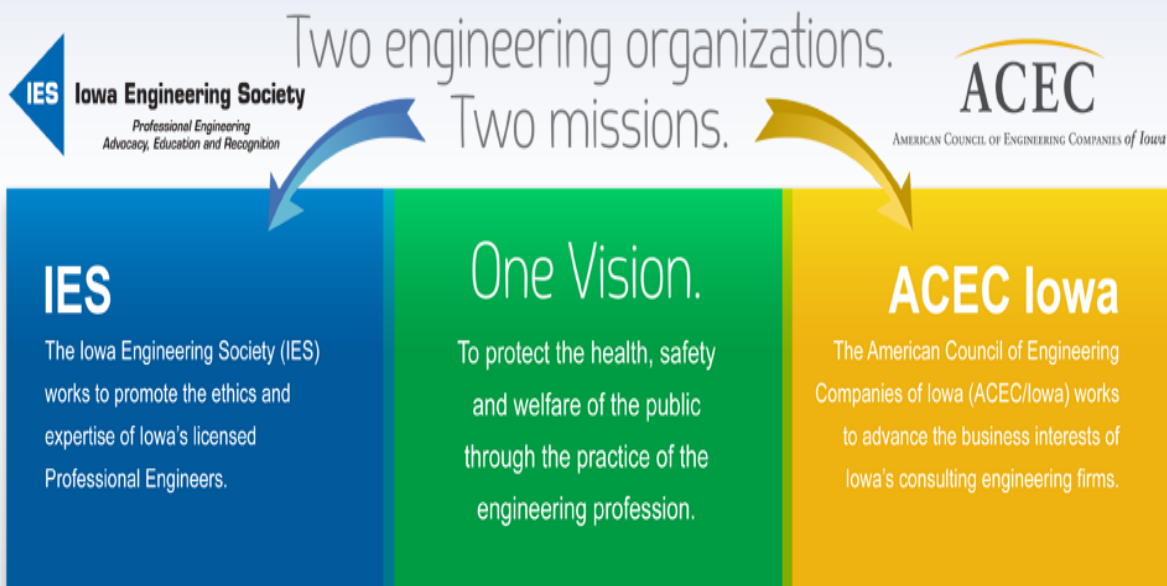 Two engineering organizations.
Two missions.
IES
Iowa Engineering Society
Professional Engineering
Advocacy, Education and Recognition
ACEC
AMERICAN COUNCIL OF ENGINEERING COMPANIES of Iowa
IES
The Iowa Engineering Society (IES)
works to promote the ethics and
expertise of Iowa's licensed
Professional Engineers.
One Vision.
To protect the health, safety
and welfare of the public
through the practice of the
engineering profession.
ACEC Iowa
The American Council of Engineering
Companies of Iowa (ACEC/Iowa) works
to advance the business interests of
Iowa's consulting engineering firms.